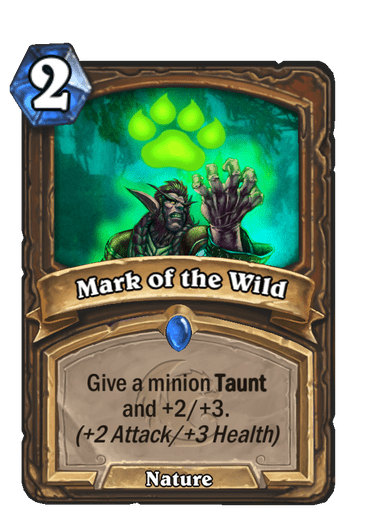 2
Mark of the Wild
Give a minion Taunt
and +2/+3.
(+2 Attack/+3 Health)
Nature